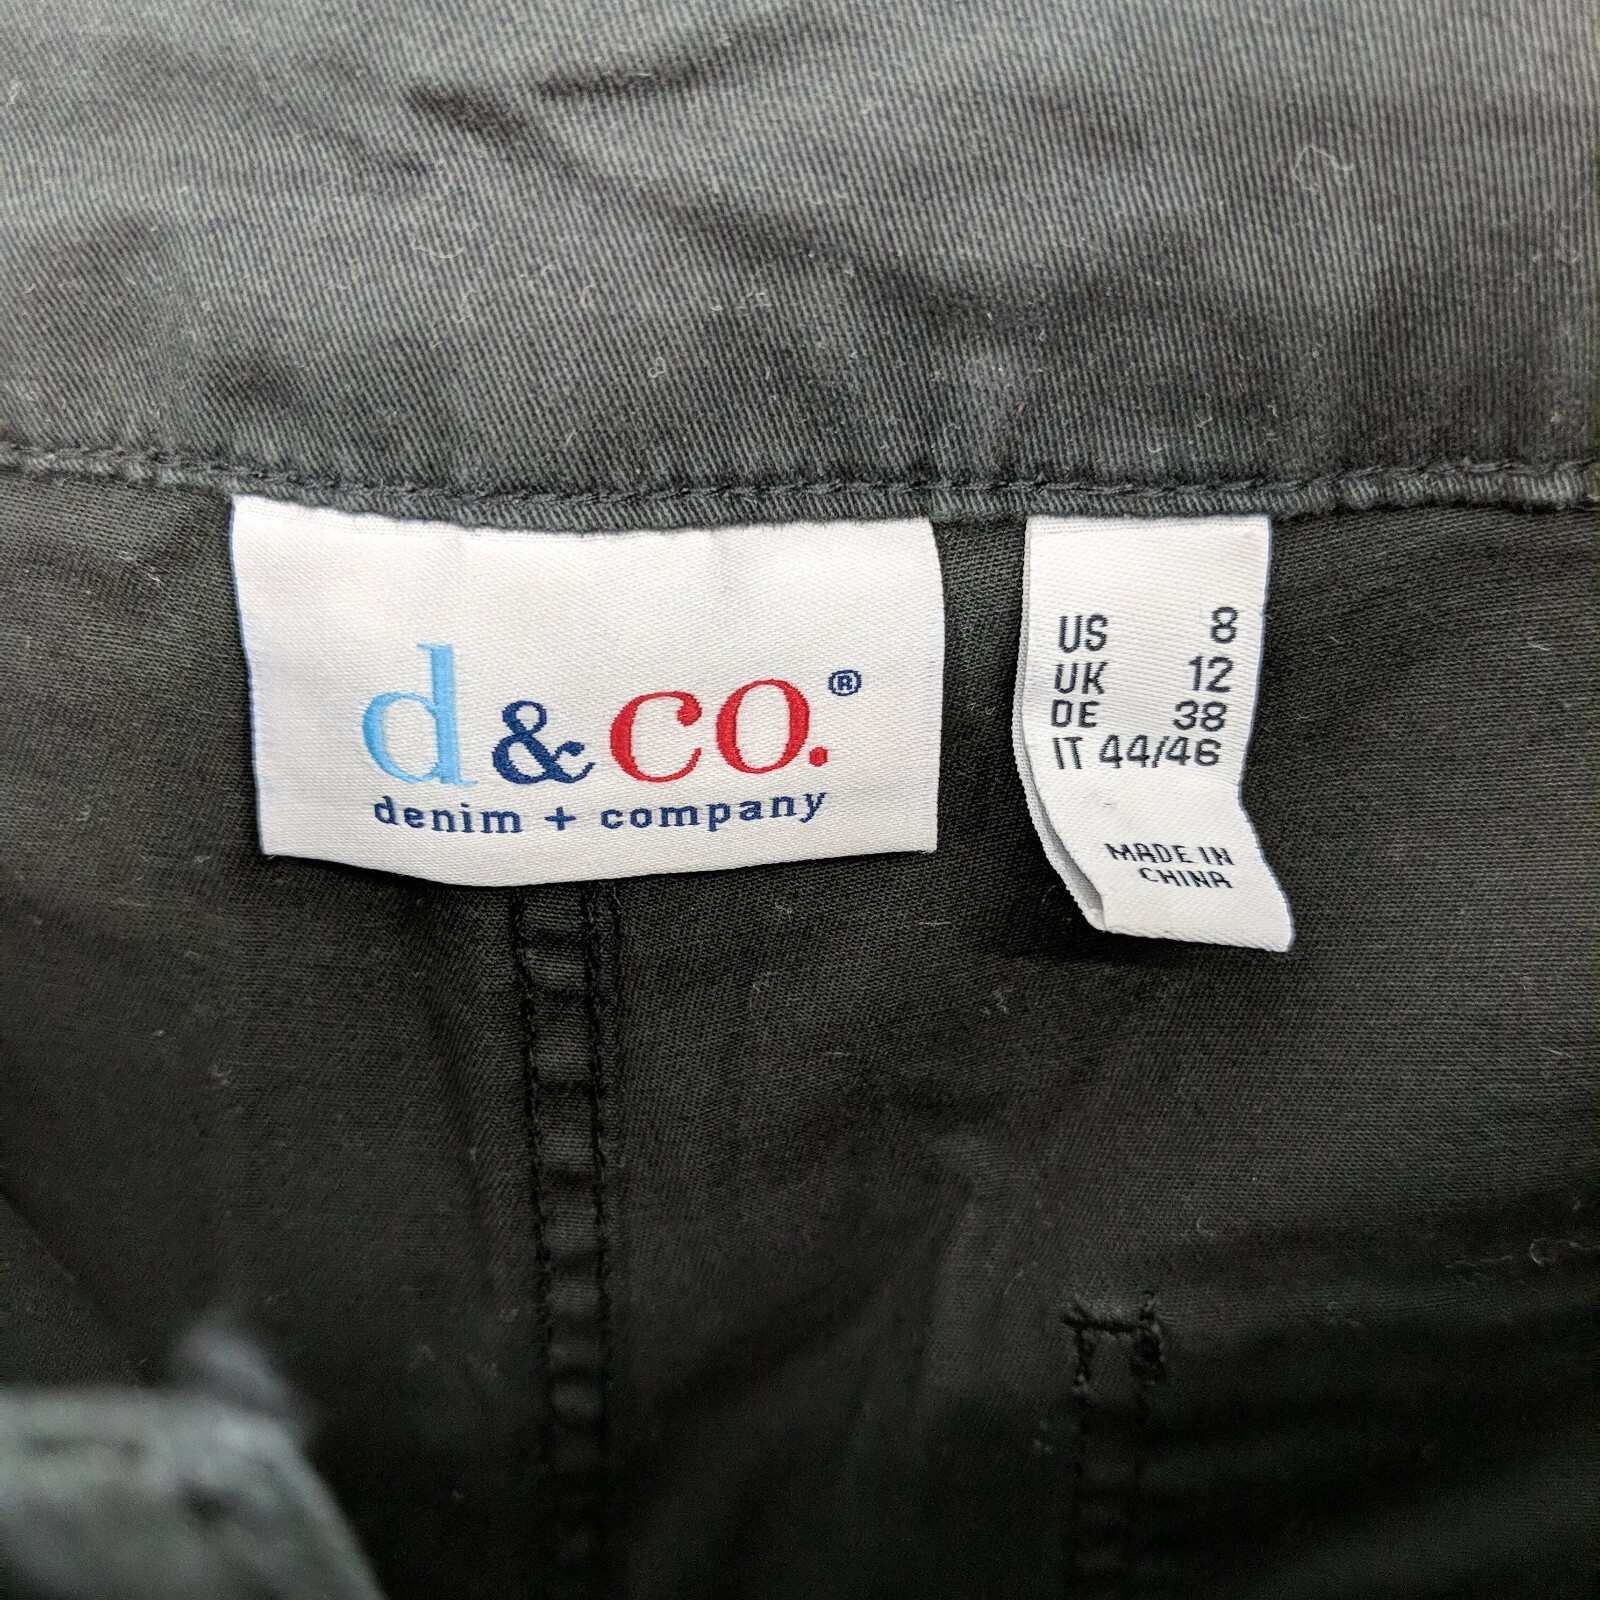 d&co.®
denim + company
US 8
UK 12
DE 38
IT 44/46
MADE IN
CHINA